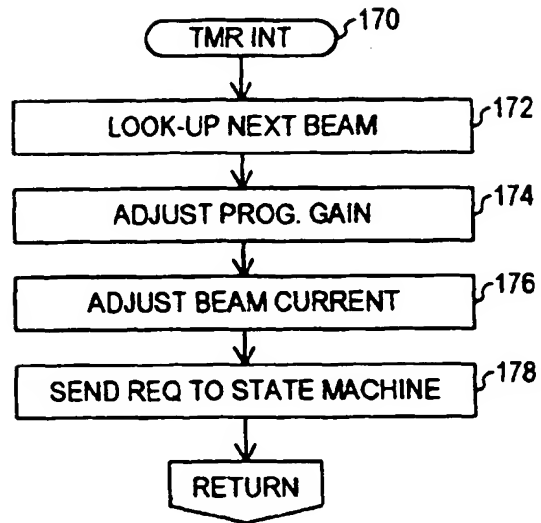 TMR INT
170
LOOK-UP NEXT BEAM
172
ADJUST PROG. GAIN
174
ADJUST BEAM CURRENT
176
SEND REQ TO STATE MACHINE
178
RETURN